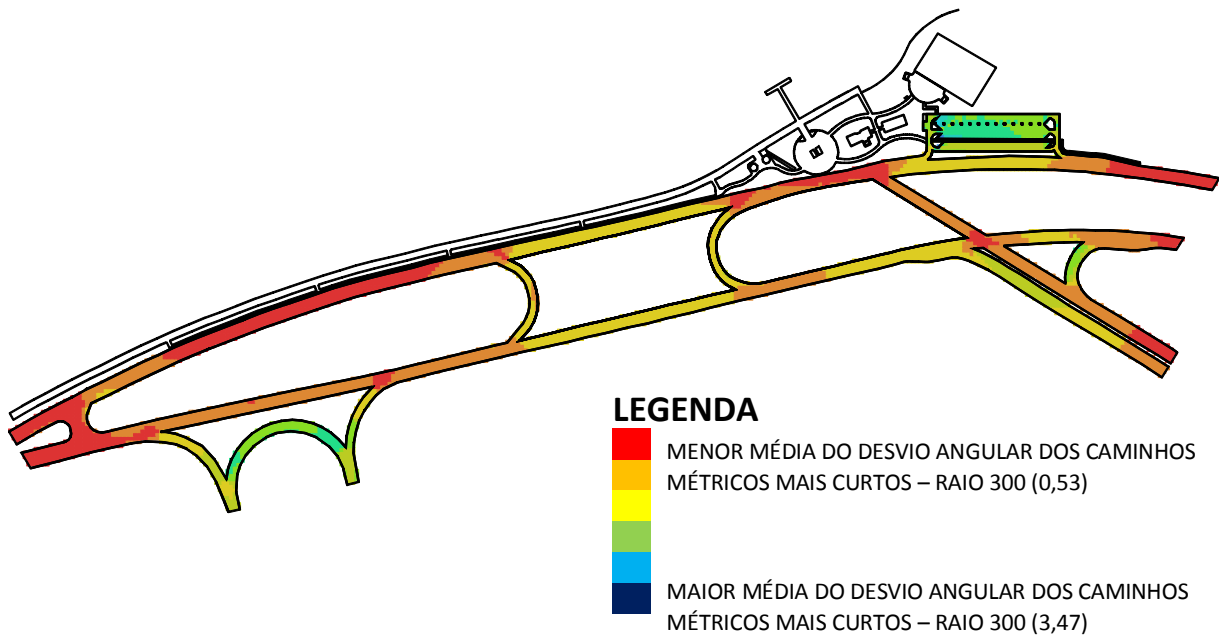 LEGENDA
MENOR MÉDIA DO DESVIO ANGULAR DOS CAMINHOS
MÉTRICOS MAIS CURTOS – RAIO 300 (0,53)
MAIOR MÉDIA DO DESVIO ANGULAR DOS CAMINHOS
MÉTRICOS MAIS CURTOS – RAIO 300 (3,47)